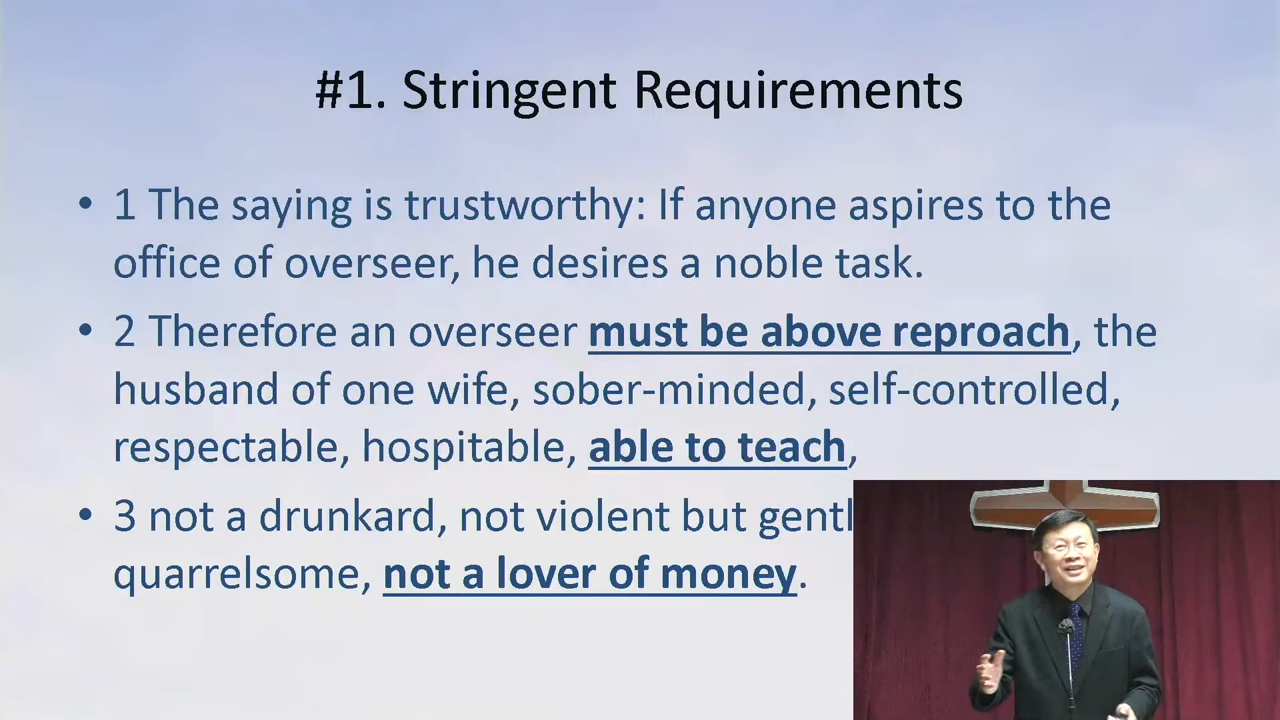 #1. Stringent Requirements
• 1 The saying is trustworthy: If anyone aspires to the
office of overseer, he desires a noble task.
• 2 Therefore an overseer must be above reproach, the
husband of one wife, sober-minded, self-controlled,
respectable, hospitable, able to teach,
• 3 not a drunkard, not violent but
quarrelsome, not a lover of money.